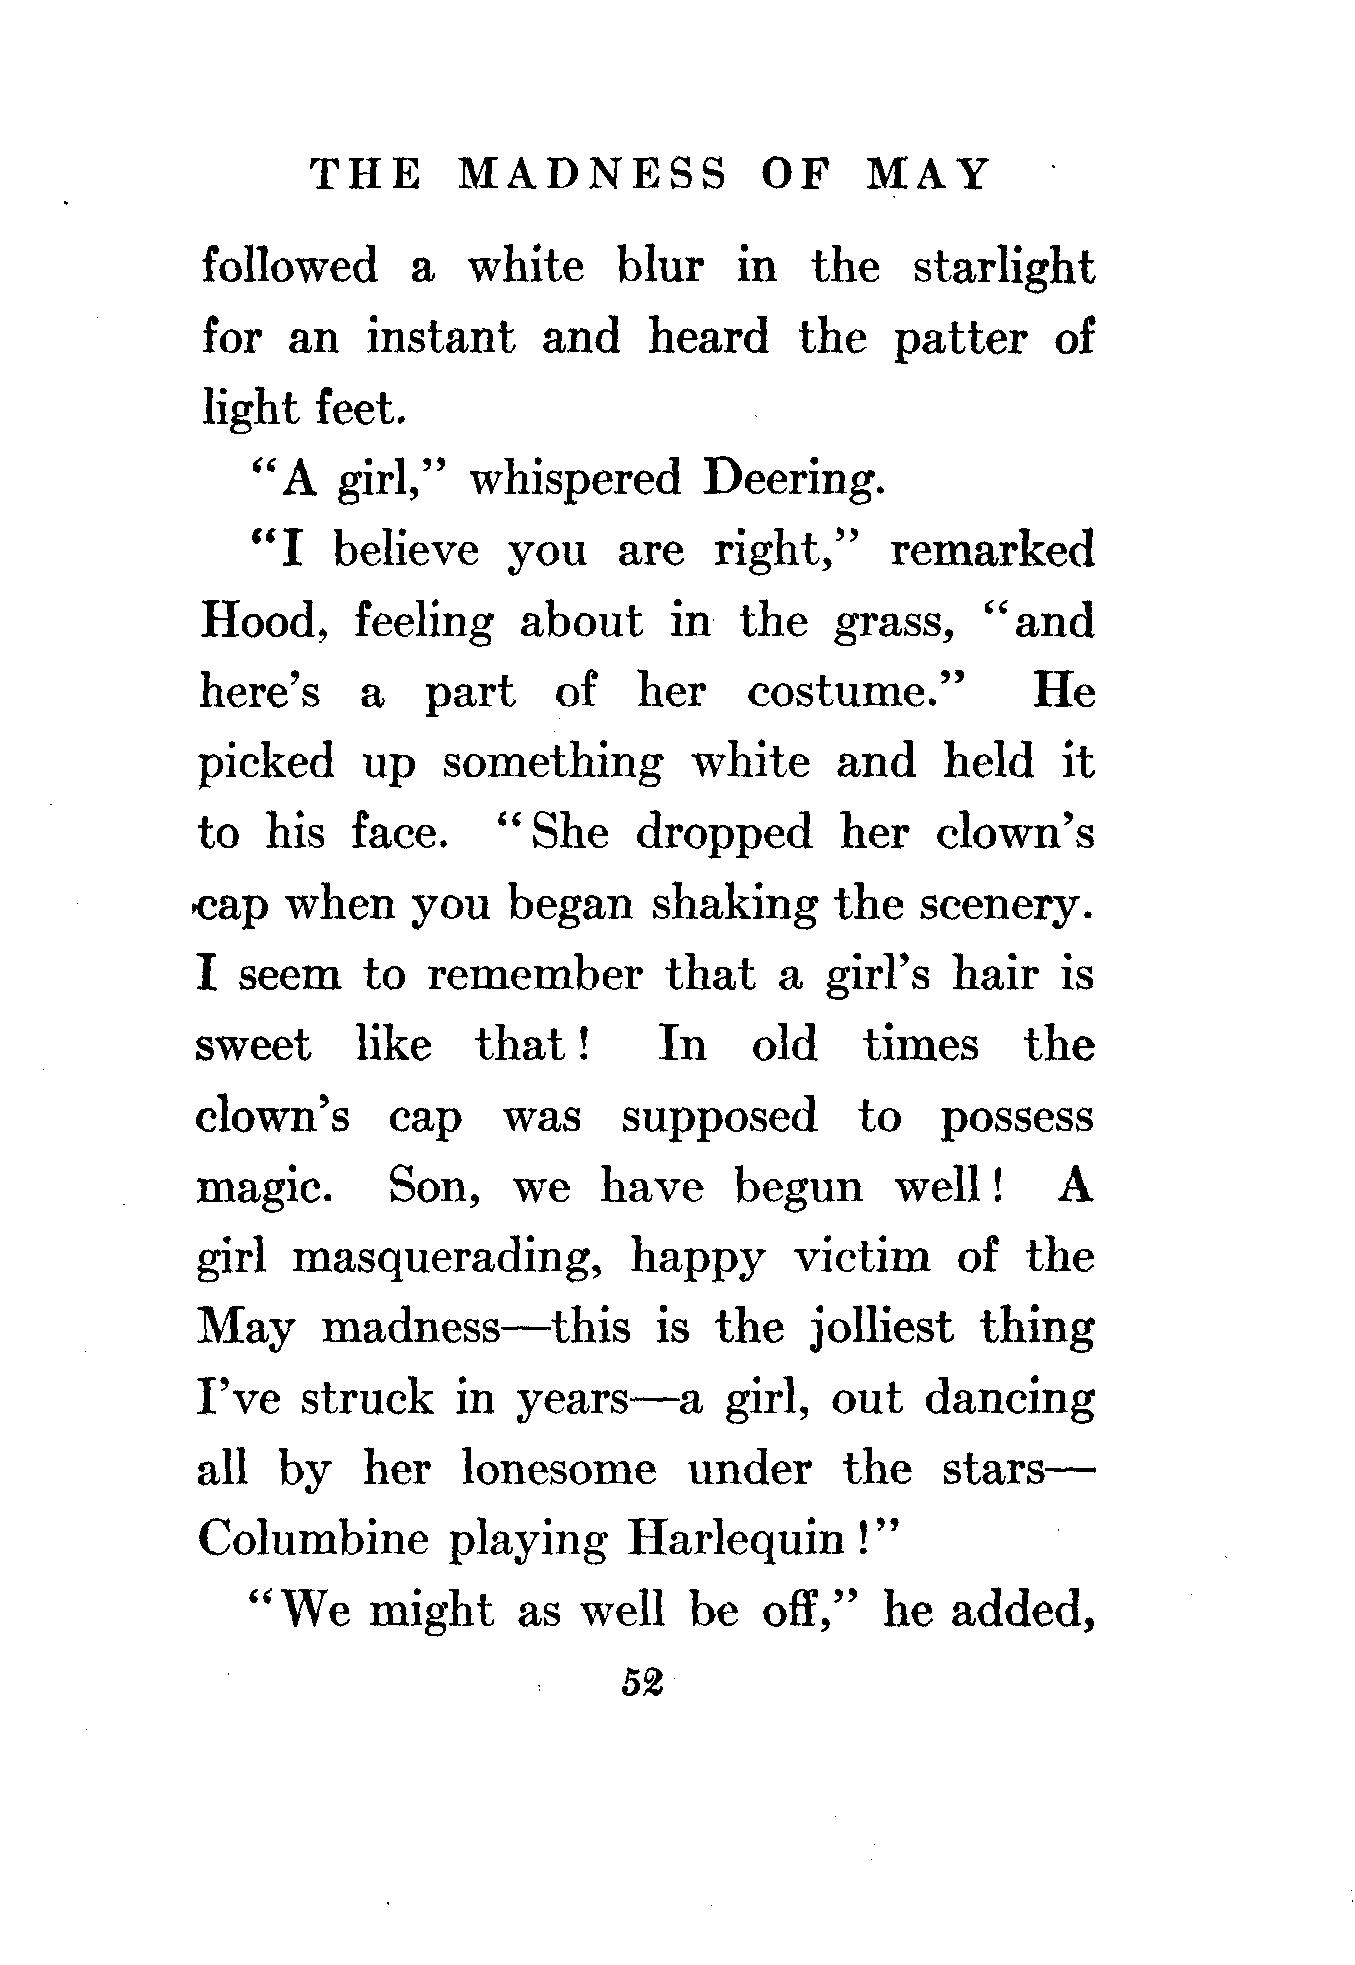 THE MADNESS OF MAY
followed a white blur in the starlight
for an instant and heard the patter of
light feet.
"A girl," whispered Deering.
"I believe you are right," remarked
Hood, feeling about in the grass, "and
here's a part of her costume." He
picked up something white and held it
to his face. "She dropped her clown's
cap when you began shaking the scenery.
I seem to remember that a girl's hair is
sweet like that! In old times the
clown's cap was supposed to possess
magic. Son, we have begun well! A
girl masquerading, happy victim of the
May madness—this is the jolliest thing
I've struck in years—a girl, out dancing
all by her lonesome under the stars—
Columbine playing Harlequin!"
"We might as well be off," he added,
52